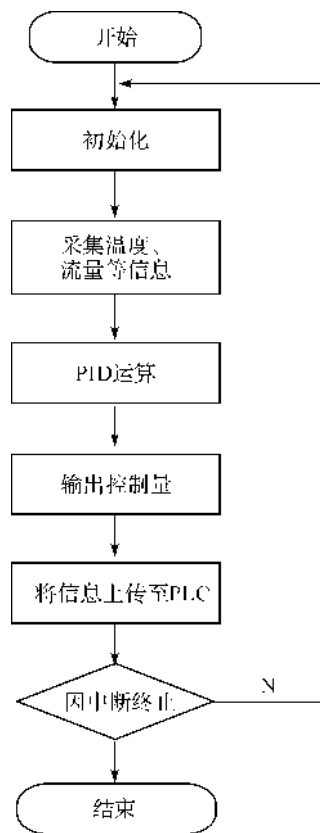 开始
初始化
采集温度、
流量等信息
PID运算
输出控制量
将信息上传至PLC
因中断终止
N
结束